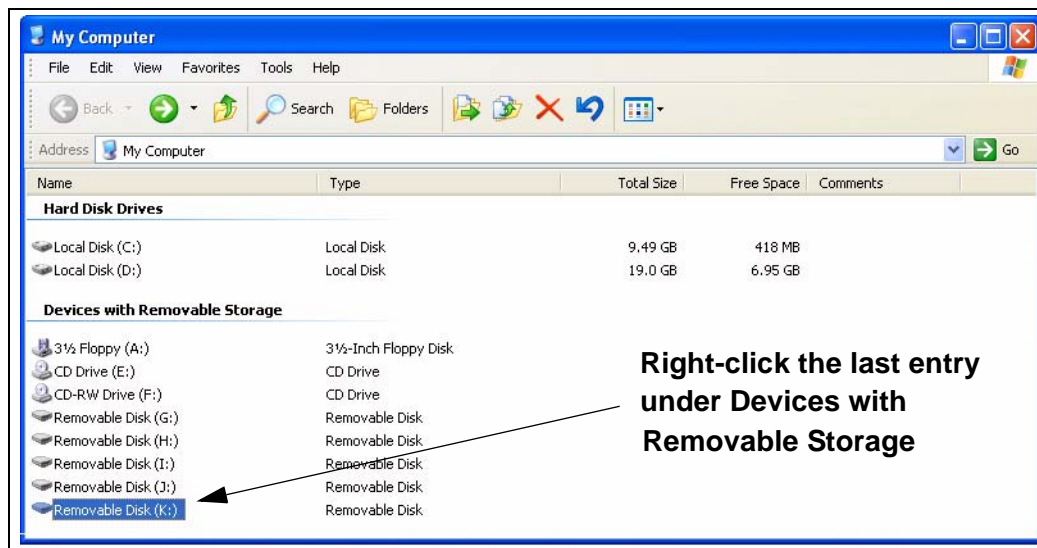 My Computer
File Edit View Favorites Tools Help
Back Search Folders
Address My Computer Go
Name Type Total Size Free Space Comments
Hard Disk Drives
Local Disk (C:) Local Disk 9.49 GB 418 MB
Local Disk (D:) Local Disk 19.0 GB 6.95 GB
Devices with Removable Storage
3½ Floppy (A:) 3½-Inch Floppy Disk
CD Drive (E:) CD Drive
CD-RW Drive (F:) CD Drive
Removable Disk (G:) Removable Disk
Removable Disk (H:) Removable Disk
Removable Disk (I:) Removable Disk
Removable Disk (J:) Removable Disk
Removable Disk (K:) Removable Disk
Right-click the last entry
under Devices with
Removable Storage